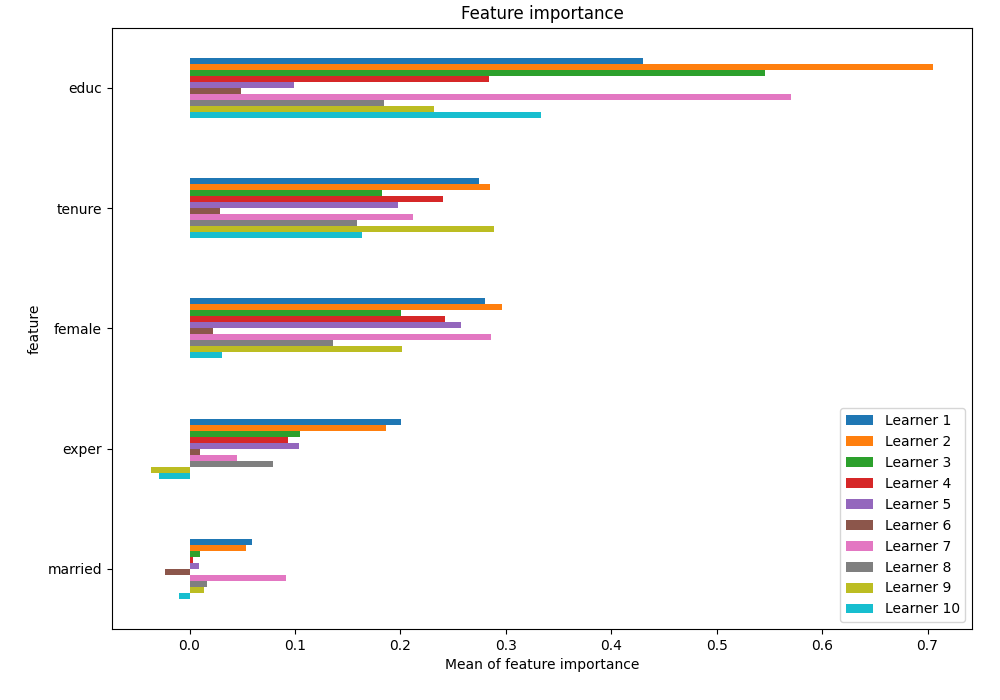 Feature importance
educ
tenure
female
exper
married
feature
Learner 1
Learner 2
Learner 3
Learner 4
Learner 5
Learner 6
Learner 7
Learner 8
Learner 9
Learner 10
0.0 0.1 0.2 0.3 0.4 0.5 0.6 0.7
Mean of feature importance